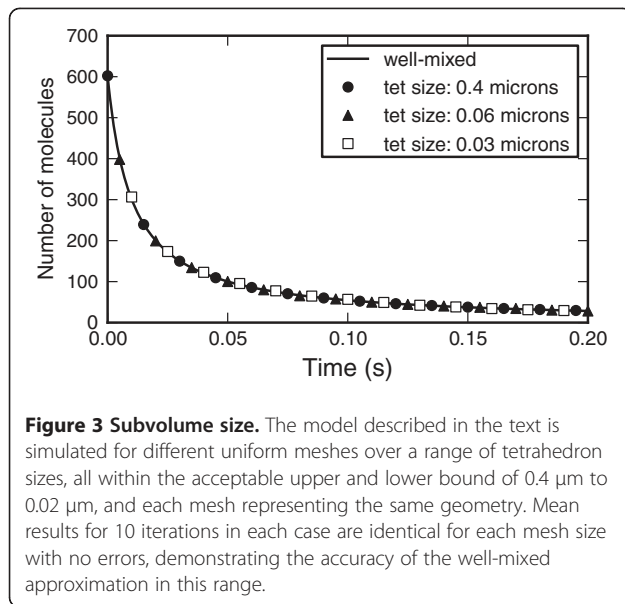 700
600
500
400
300
200
100
0
Number of molecules
well-mixed
tet size: 0.4 microns
tet size: 0.06 microns
tet size: 0.03 microns
0.00 0.05 0.10 0.15 0.20
Time (s)
Figure 3 Subvolume size. The model described in the text is
simulated for different uniform meshes over a range of tetrahedron
sizes, all within the acceptable upper and lower bound of 0.4 μm to
0.02 μm, and each mesh representing the same geometry. Mean
results for 10 iterations in each case are identical for each mesh size
with no errors, demonstrating the accuracy of the well-mixed
approximation in this range.